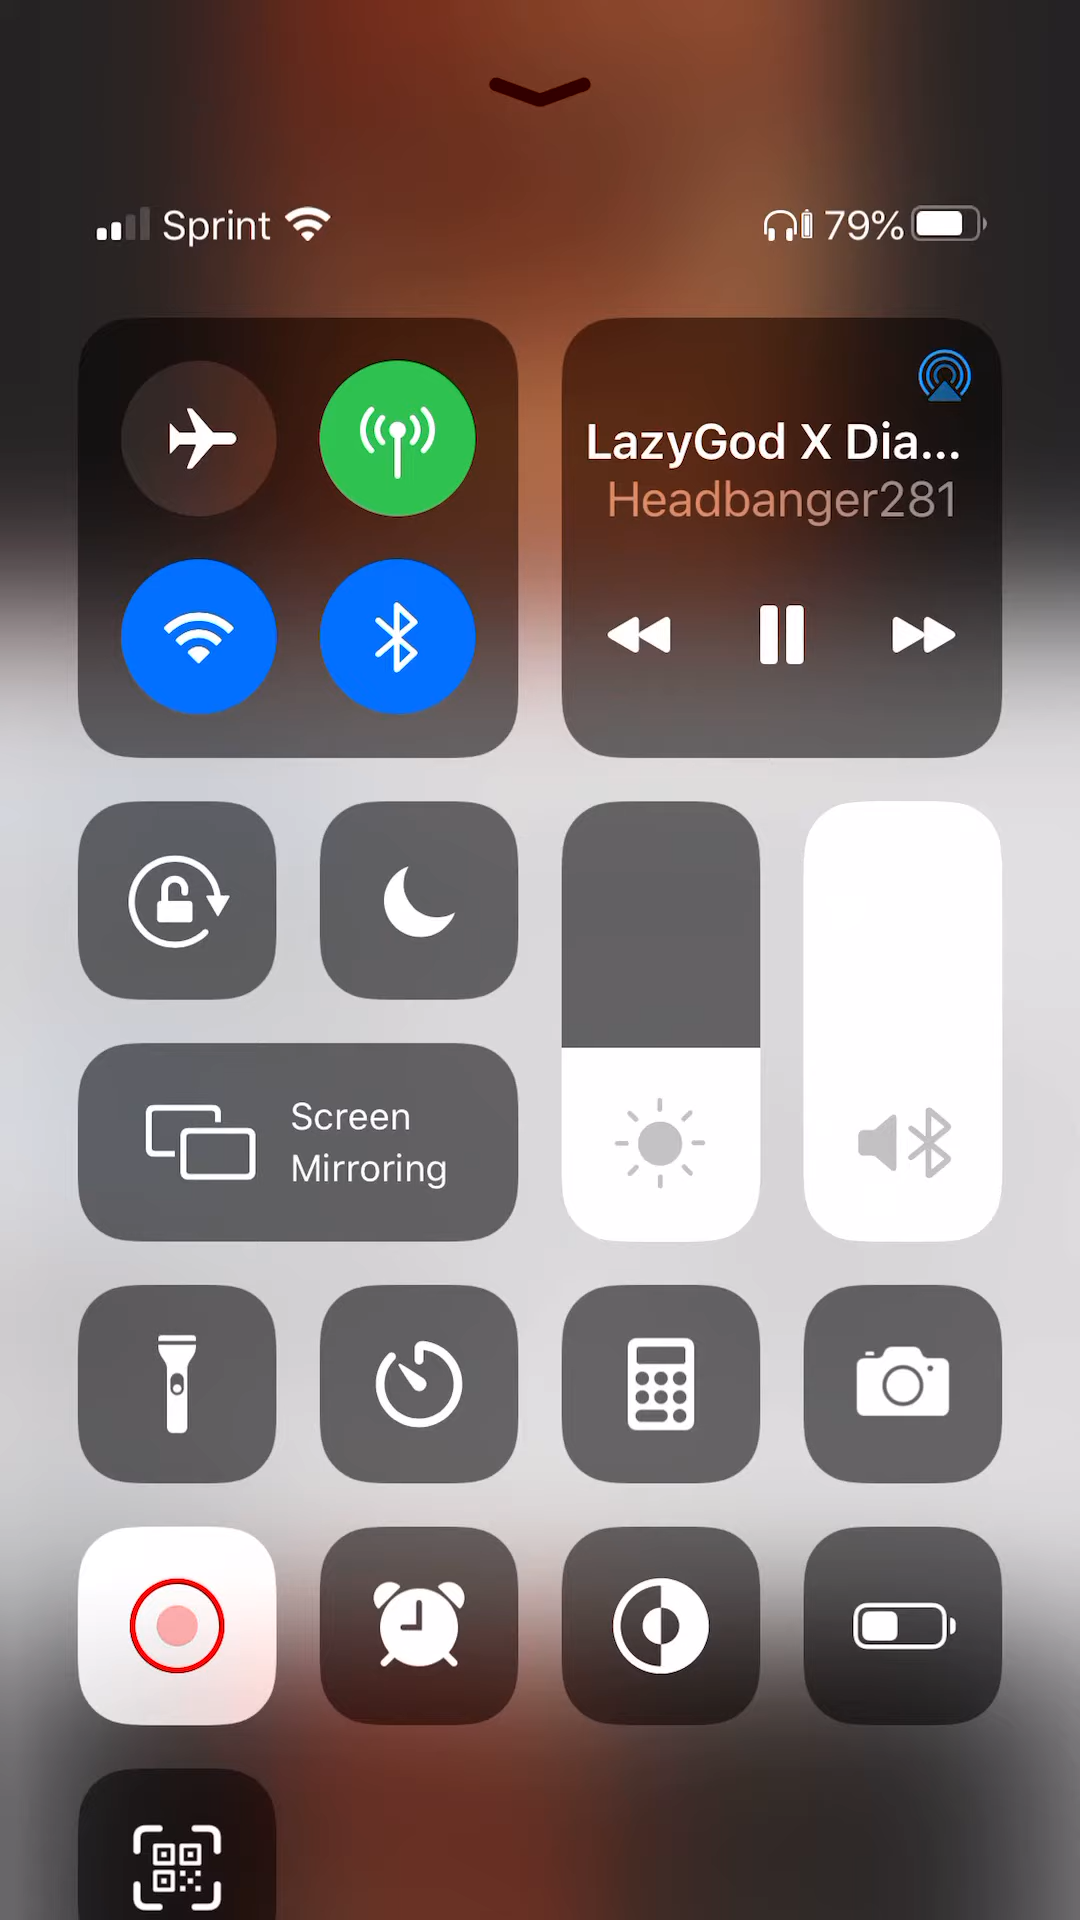 Sprint 79%
LazyGod X Dia...
Headbanger281
Screen
Mirroring